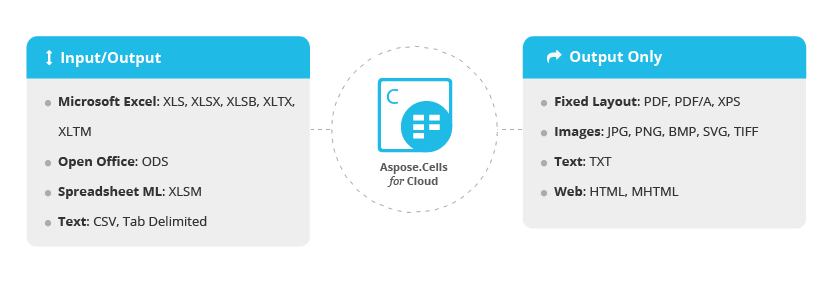 Input/Output
Microsoft Excel: XLS, XLSX, XLSB, XLTX,
XLTM
Open Office: ODS
Spreadsheet ML: XLSM
Text: CSV, Tab Delimited
C
Aspose.Cells
for Cloud
Output Only
Fixed Layout: PDF, PDF/A, XPS
Images: JPG, PNG, BMP, SVG, TIFF
Text: TXT
Web: HTML, MHTML